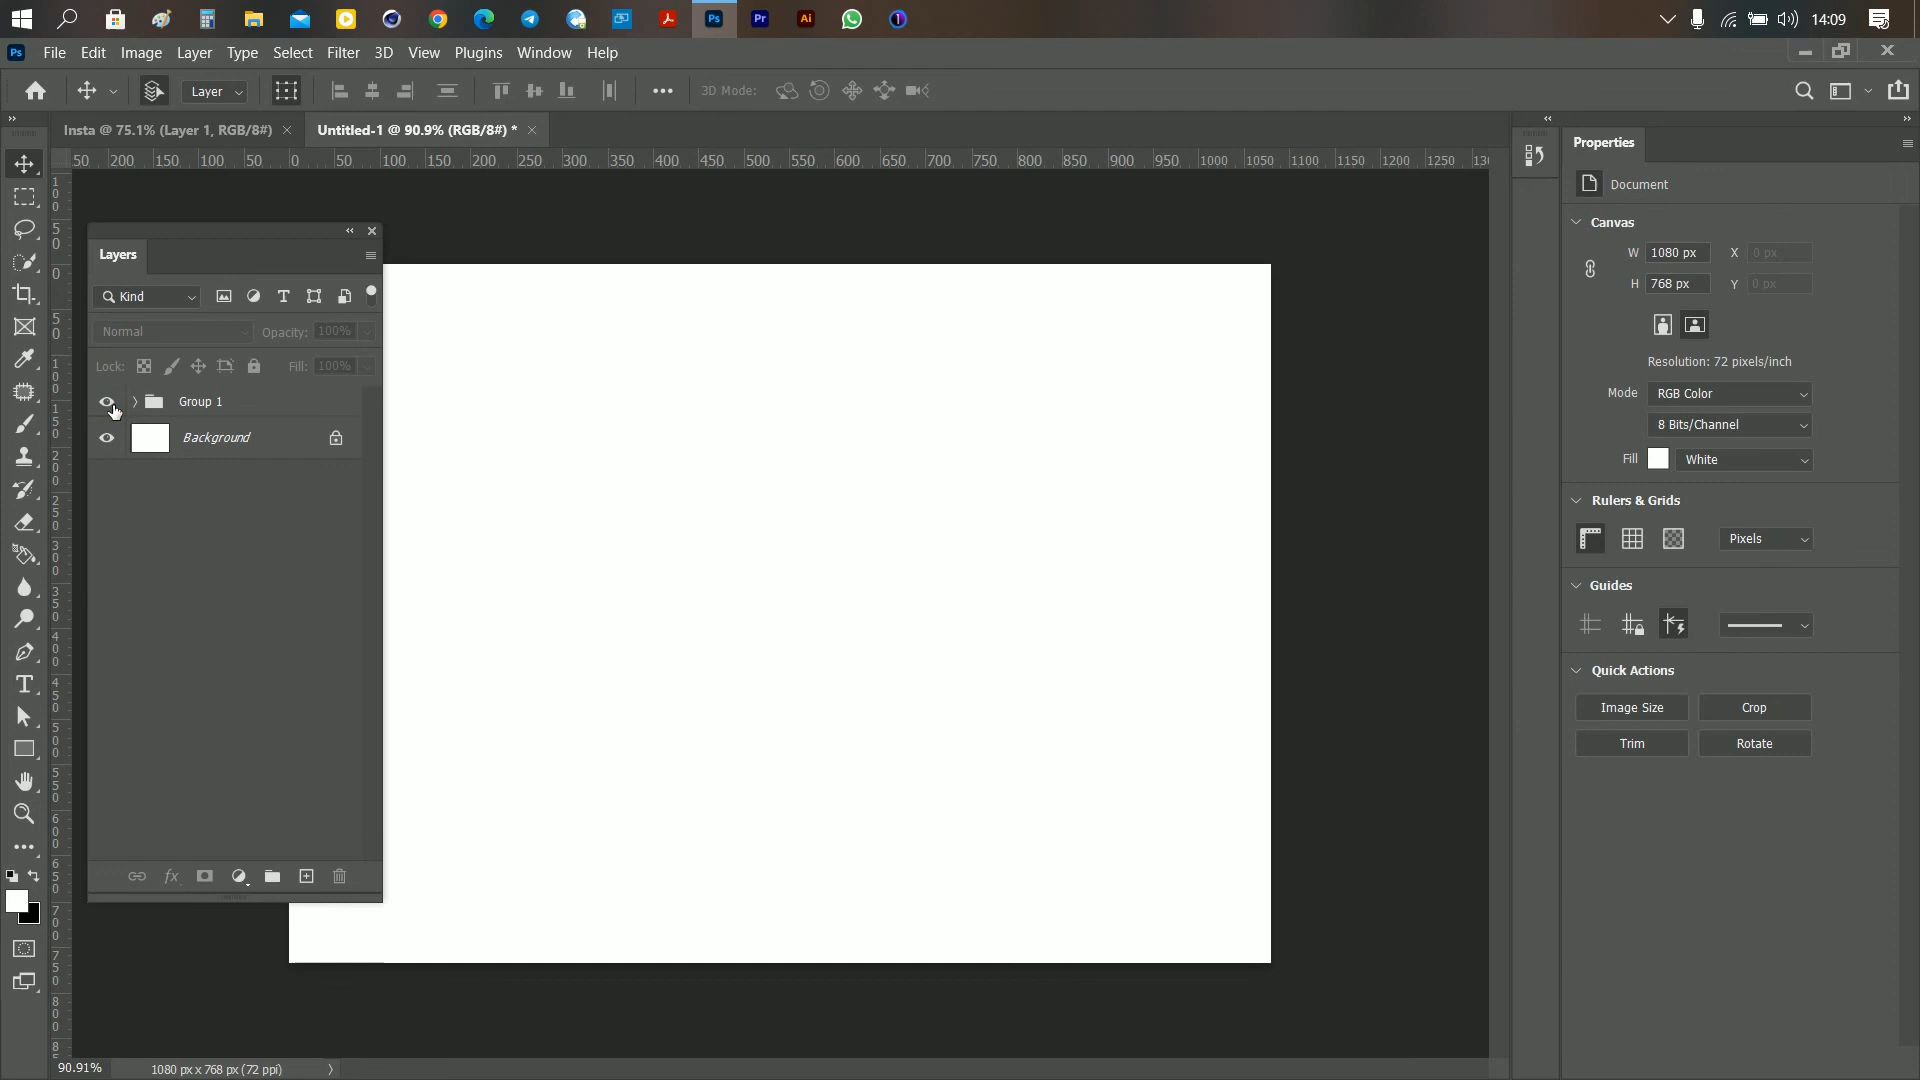 14:09
Ps
File Edit Image Layer Type Select Filter 3D View Plugins Window Help
Layer
3D Mode:
Insta @ 75.1% (Layer 1, RGB/8#)
Untitled-1 @ 90.9% (RGB/8#) *
50 200 150 100 50 0 50 100 150 200 250 300 350 400 450 500 550 600 650 700 750 800 850 900 950 1000 1050 1100 1150 1200 1250
Properties
Document
Canvas
W 1080 px X 0 px
H 768 px Y 0 px
Resolution: 72 pixels/inch
Mode RGB Color
8 Bits/Channel
Fill White
Rulers & Grids
Pixels
Guides
Quick Actions
Image Size Crop
Trim Rotate
Layers
Kind
Normal Opacity: 100%
Lock: Fill: 100%
Group 1
Background
fx
90.91% 1080 px x 768 px (72 ppi)